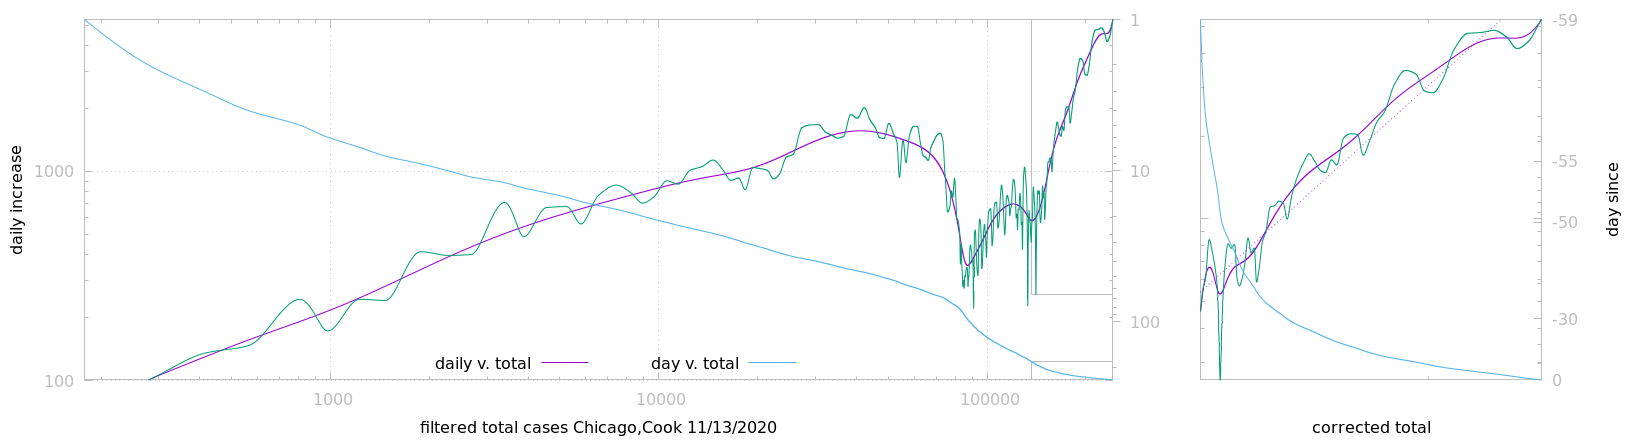 daily increase
1000
100
daily v. total
day v. total
1
10
100
1000
10000
100000
filtered total cases Chicago,Cook 11/13/2020
-59
-55
-50
-30
0
day since
corrected total